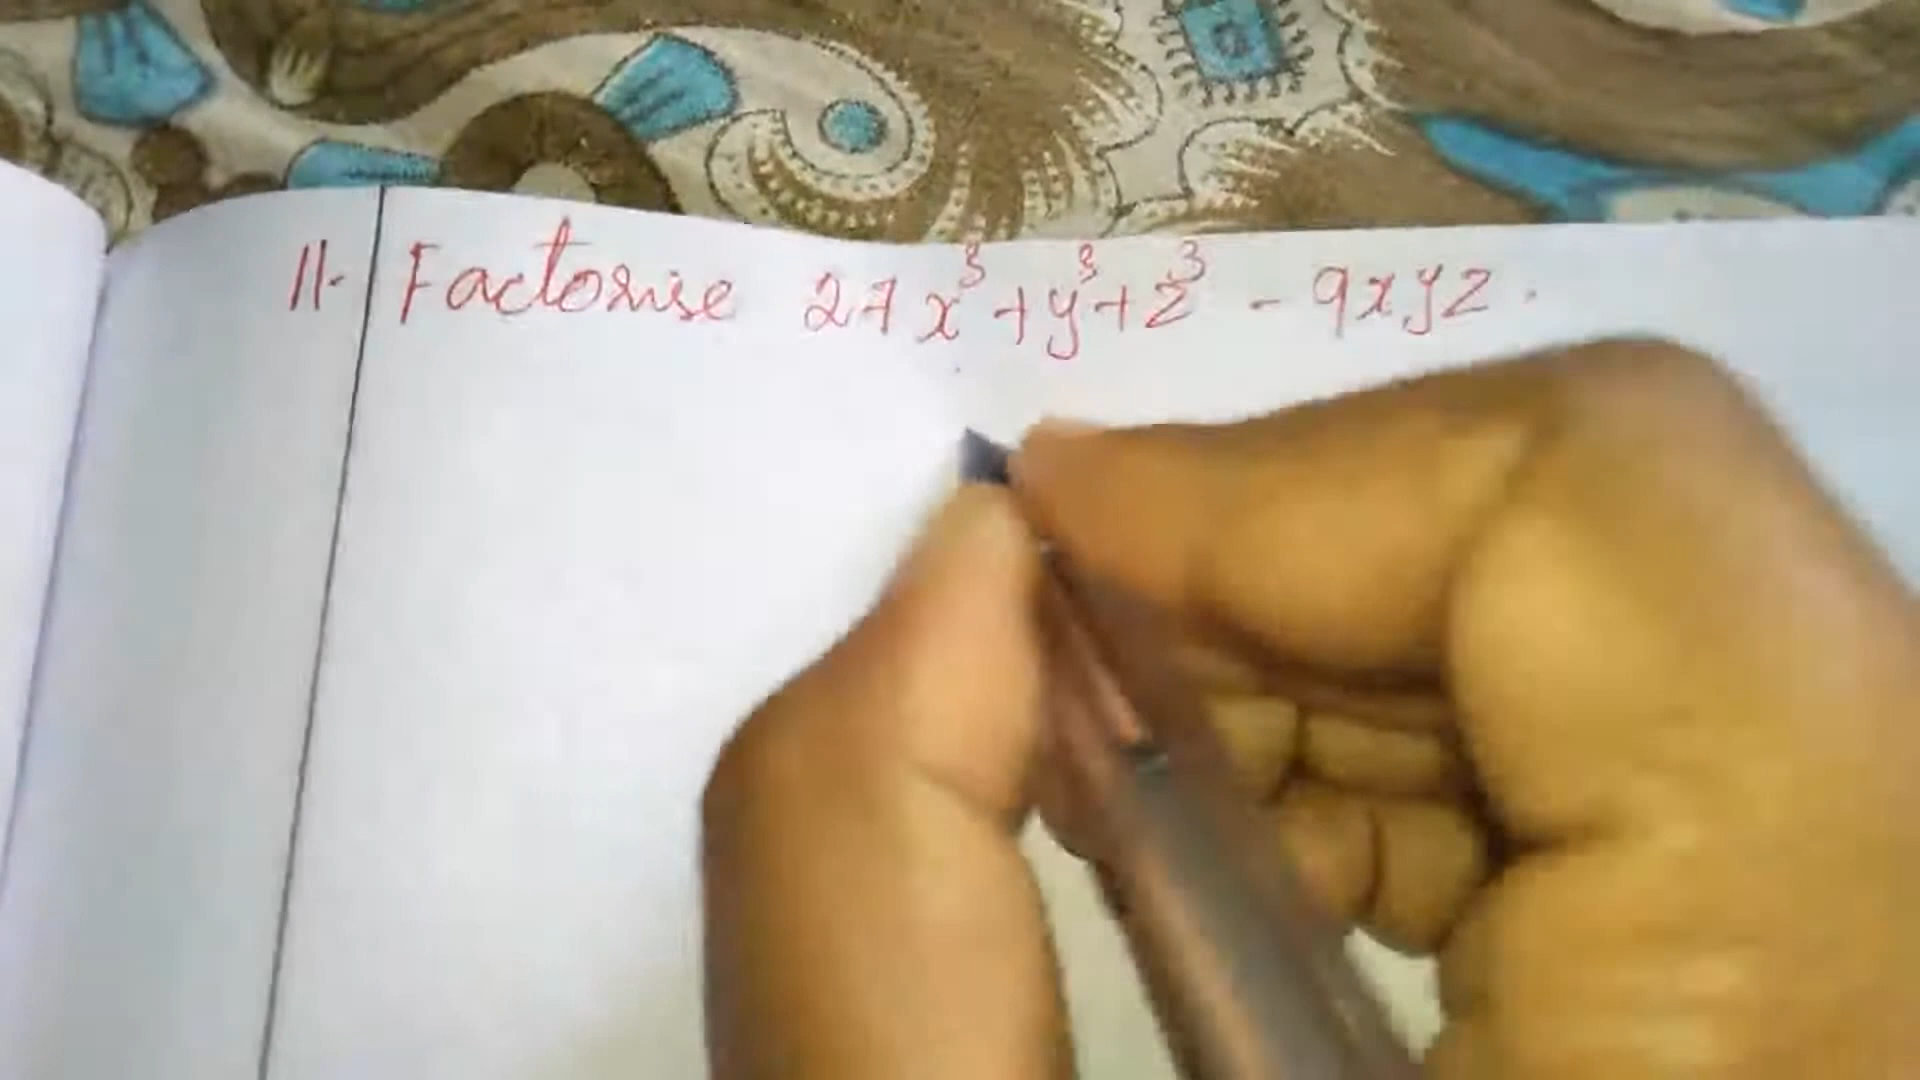 11. Factorise 27x³ + y³ + z³ - 9xyz.